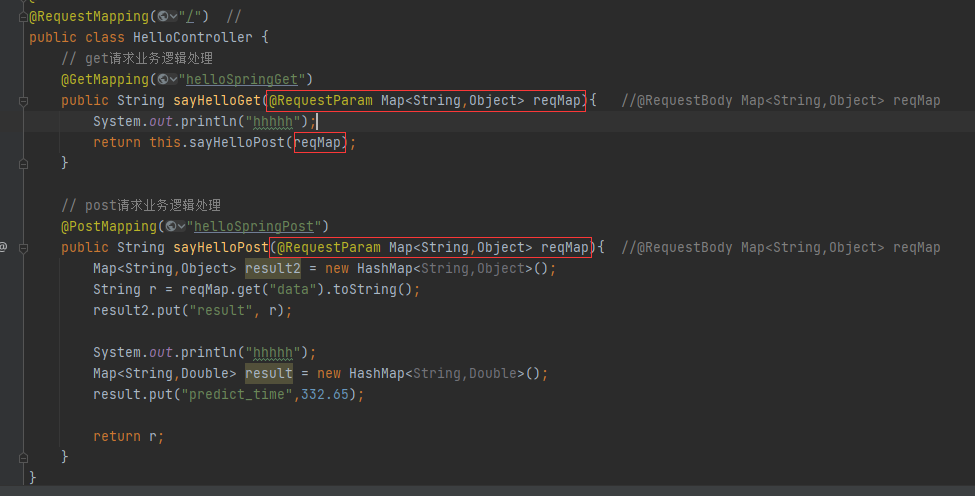 @RequestMapping("/") //
public class HelloController {
// get请求业务逻辑处理
@GetMapping("helloSpringGet")
public String sayHelloGet(@RequestParam Map<String,Object> reqMap){ //@RequestBody Map<String,Object> reqMap
System.out.println("hhhhh");
return this.sayHelloPost(reqMap);
}
// post请求业务逻辑处理
@PostMapping("helloSpringPost")
public String sayHelloPost(@RequestParam Map<String,Object> reqMap){ //@RequestBody Map<String,Object> reqMap
Map<String,Object> result2 = new HashMap<String,Object>();
String r = reqMap.get("data").toString();
result2.put("result", r);
System.out.println("hhhhh");
Map<String,Double> result = new HashMap<String,Double>();
result.put("predict_time",332.65);
return r;
}
}